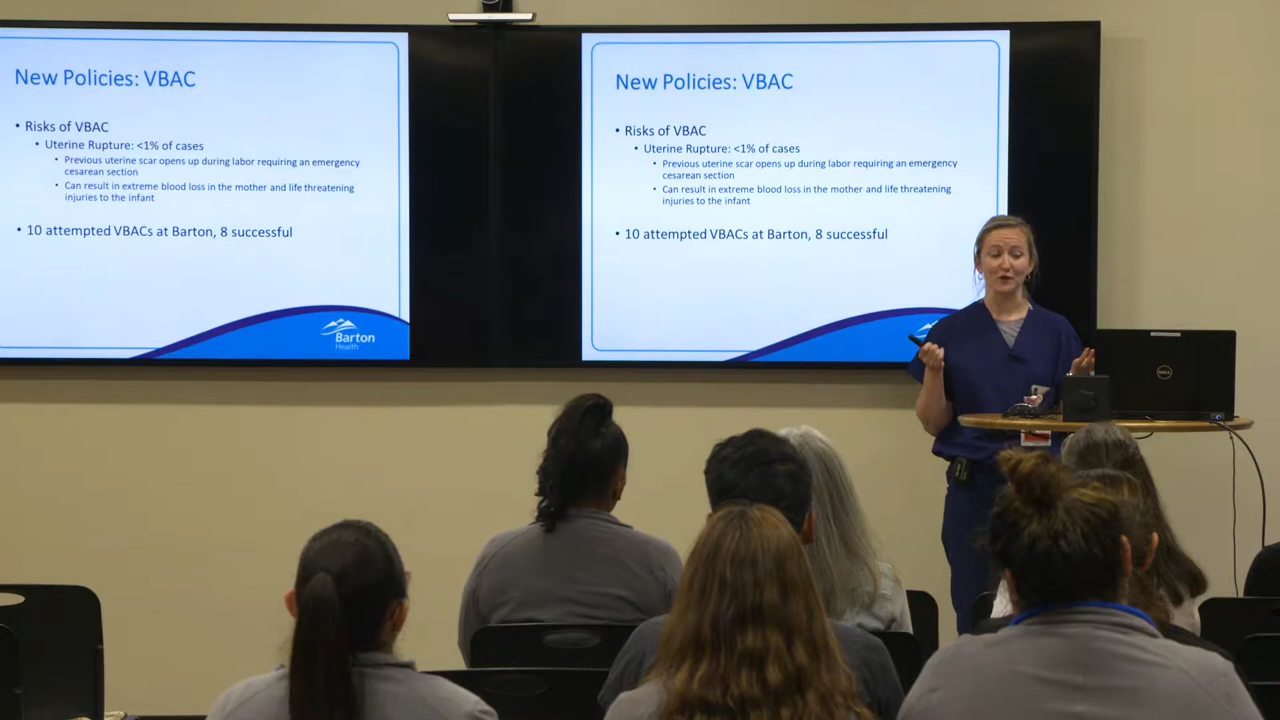 New Policies: VBAC
• Risks of VBAC
• Uterine Rupture: <1% of cases
• Previous uterine scar opens up during labor requiring an emergency
cesarean section
• Can result in extreme blood loss in the mother and life threatening
injuries to the infant
• 10 attempted VBACs at Barton, 8 successful
Barton
Health
New Policies: VBAC
• Risks of VBAC
• Uterine Rupture: <1% of cases
• Previous uterine scar opens up during labor requiring an emergency
cesarean section
• Can result in extreme blood loss in the mother and life threatening
injuries to the infant
• 10 attempted VBACs at Barton, 8 successful
DELL